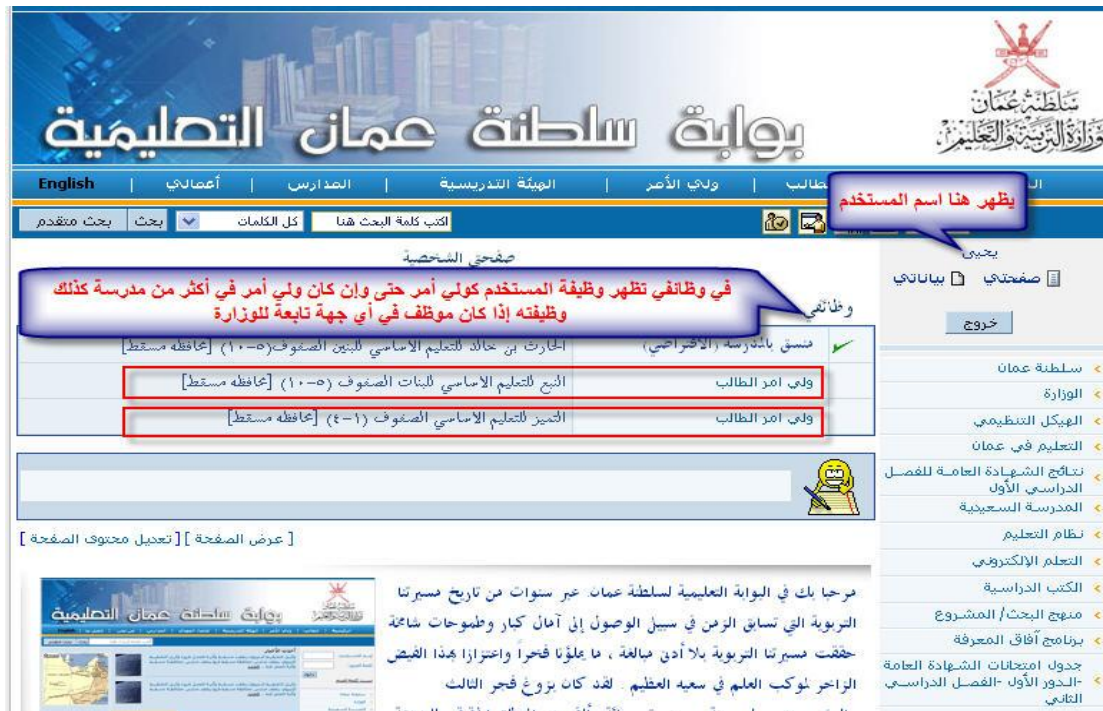 سلطنة عُمان
وزارة التربية والتعليم
بوابة سلطنة عمان التعليمية
ولي الأمر | الهيئة التدريسية | المدارس | أعمالي | English
يظهر هنا اسم المستخدم
اكتب كلمة البحث هنا كل الكلمات بحث بحث متقدم
يحيى
صفحتي بياناتي
خروج
صفحتي الشخصية
في وظائفي تظهر وظيفة المستخدم كولي أمر حتى وإن كان ولي أمر في أكثر من مدرسة كذلك
وظيفته إذا كان موظف في أي جهة تابعة للوزارة
وظائفي
منسق بالمدرسة (الافتراضي) الحارث بن خالد للتعليم الاساسي للبنين الصفوف(٥-١٠) [محافظه مسقط]
ولي امر الطالب النبع للتعليم الاساسي للبنات الصفوف (٥-١٠) [محافظه مسقط]
ولي امر الطالب التميز للتعليم الاساسي الصفوف (١-٤) [محافظه مسقط]
[ عرض الصفحة ] [ تعديل محتوى الصفحة ]
سلطنة عمان
الوزارة
الهيكل التنظيمي
التعليم في عمان
نتائج الشهادة العامة للفصل
الدراسي الأول
المدرسة السعيدية
نظام التعليم
التعلم الإلكتروني
الكتب الدراسية
منهج البحث/ المشروع
برنامج آفاق المعرفة
جدول امتحانات الشهادة العامة
-الدور الأول -الفصل الدراسي
الثاني
مرحبا بك في البوابة التعليمية لسلطنة عمان. عبر سنوات من تاريخ مسيرتنا
التربوية التي تسابق الزمن في سبيل الوصول إلى آمال كبار وطموحات شامخة
حققت مسيرتنا التربوية بلا أدنى مبالغة ، ما يملؤنا فخراً واعتزازا بهذا الفيض
الزاخر لموكب العلم في سعيه العظيم . لقد كان بزوغ فجر الثالث
بوابة سلطنة عمان التعليمية